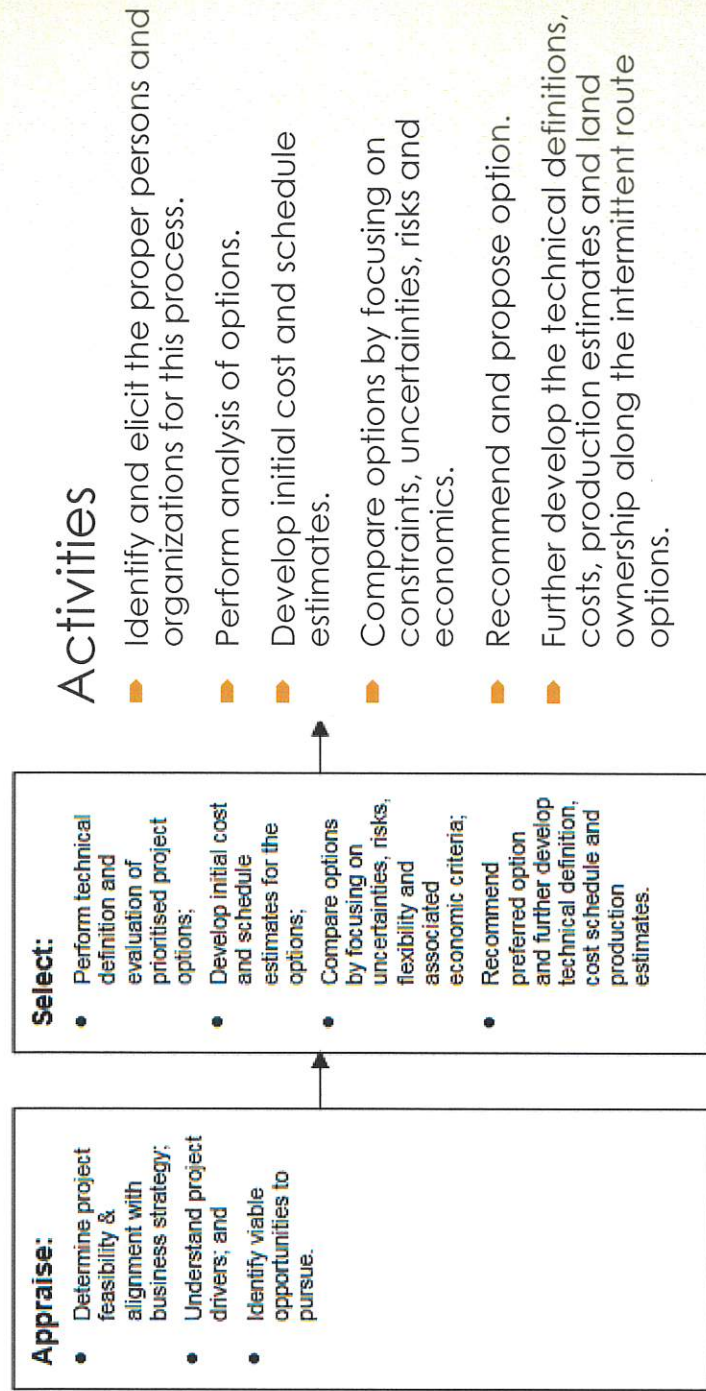 Appraise:
• Determine project
feasibility &
alignment with
business strategy;
• Understand project
drivers; and
• Identify viable
opportunities to
pursue.
Select:
• Perform technical
definition and
evaluation of
prioritised project
options;
• Develop initial cost
and schedule
estimates for the
options;
• Compare options
by focusing on
uncertainties, risks,
flexibility and
associated
economic criteria;
• Recommend
preferred option
and further develop
technical definition,
cost schedule and
production
estimates.
Activities
Identify and elicit the proper persons and
organizations for this process.
Perform analysis of options.
Develop initial cost and schedule
estimates.
Compare options by focusing on
constraints, uncertainties, risks and
economics.
Recommend and propose option.
Further develop the technical definitions,
costs, production estimates and land
ownership along the intermittent route
options.